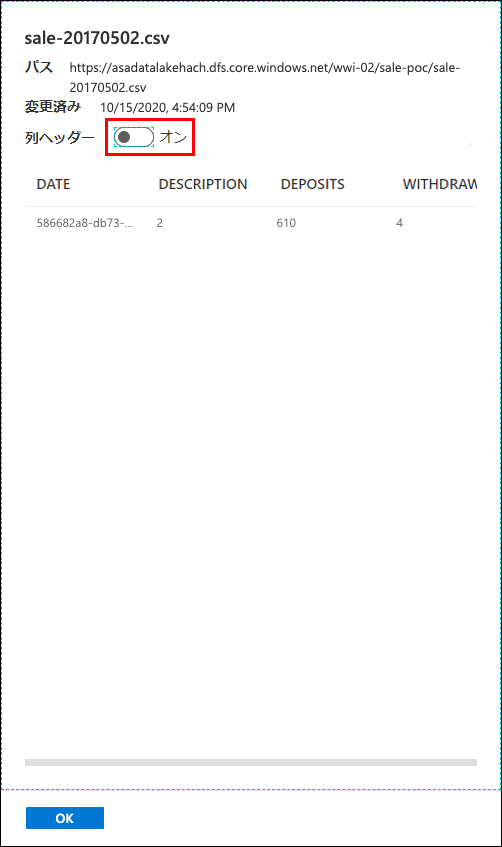 sale-20170502.csv
パス https://asadatalakehach.dfs.core.windows.net/wwi-02/sale-poc/sale-
20170502.csv
変更済み 10/15/2020, 4:54:09 PM
列ヘッダー オン
DATE DESCRIPTION DEPOSITS WITHDRAW
586682a8-db73-... 2 610 4
OK